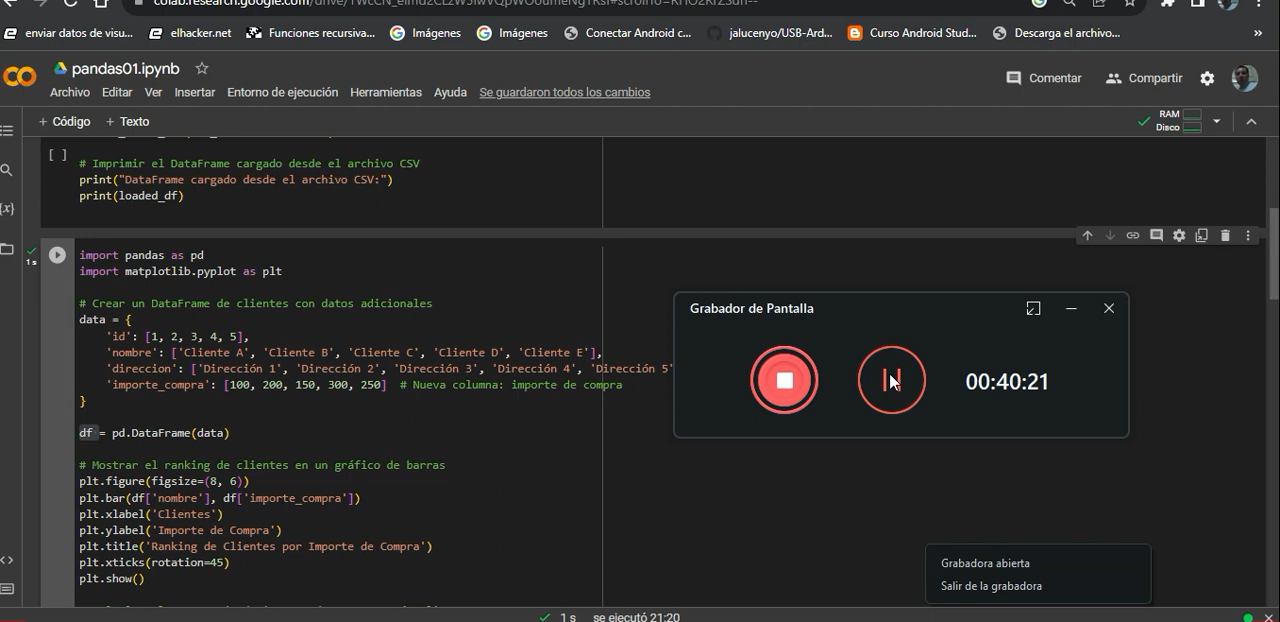 enviar datos de visu...
elhacker.net
Funciones recursiva...
Imágenes
Imágenes
Conectar Android c...
jalucenyo/USB-Ard...
Curso Android Stud...
Descarga el archivo...
»
pandas01.ipynb
Comentar
Compartir
Archivo Editar Ver Insertar Entorno de ejecución Herramientas Ayuda Se guardaron todos los cambios
+ Código + Texto
RAM
Disco
[ ]
# Imprimir el DataFrame cargado desde el archivo CSV
print("DataFrame cargado desde el archivo CSV:")
print(loaded_df)
{x}
1 s
import pandas as pd
import matplotlib.pyplot as plt
# Crear un DataFrame de clientes con datos adicionales
data = {
'id': [1, 2, 3, 4, 5],
'nombre': ['Cliente A', 'Cliente B', 'Cliente C', 'Cliente D', 'Cliente E'],
'direccion': ['Dirección 1', 'Dirección 2', 'Dirección 3', 'Dirección 4', 'Dirección 5'
'importe_compra': [100, 200, 150, 300, 250] # Nueva columna: importe de compra
}
df = pd.DataFrame(data)
# Mostrar el ranking de clientes en un gráfico de barras
plt.figure(figsize=(8, 6))
plt.bar(df['nombre'], df['importe_compra'])
plt.xlabel('Clientes')
plt.ylabel('Importe de Compra')
plt.title('Ranking de Clientes por Importe de Compra')
plt.xticks(rotation=45)
plt.show()
Grabador de Pantalla
00:40:21
Grabadora abierta
Salir de la grabadora
1 s se ejecutó 21:20